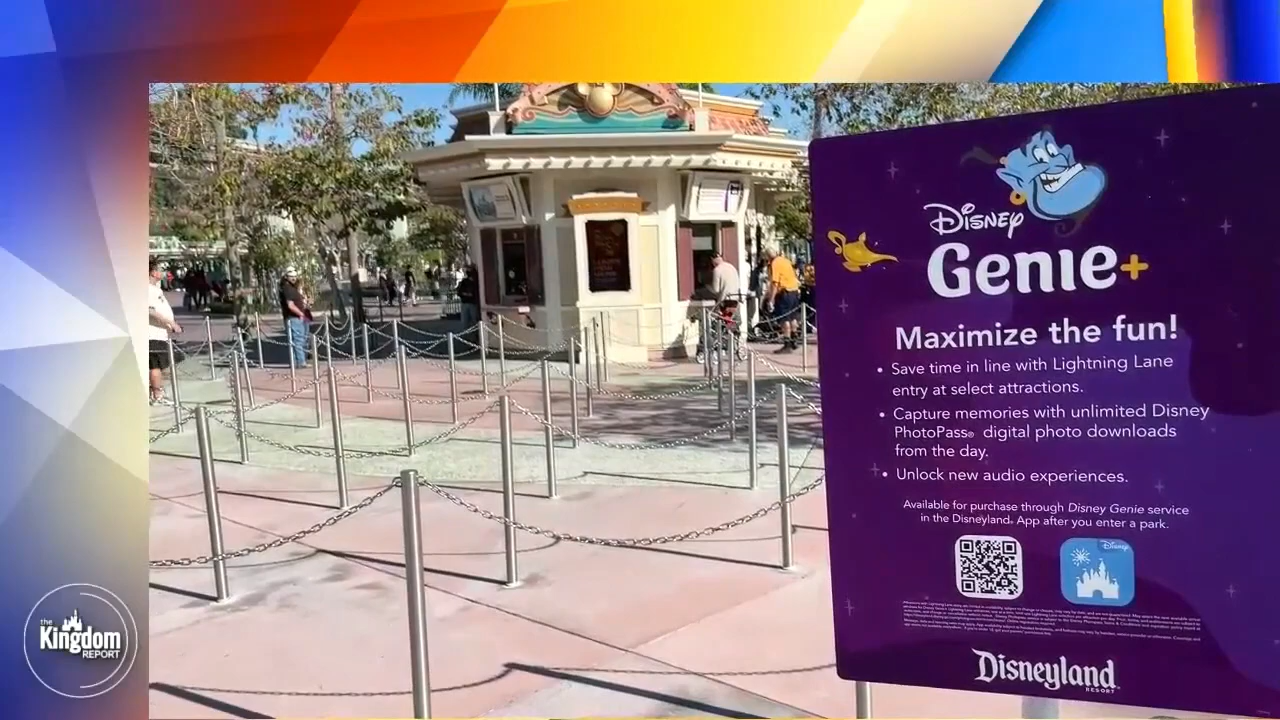 Disney
Genie+
Maximize the fun!
• Save time in line with Lightning Lane
entry at select attractions.
• Capture memories with unlimited Disney
PhotoPass® digital photo downloads
from the day.
• Unlock new audio experiences.
Available for purchase through Disney Genie service
in the Disneyland® App after you enter a park.
Disney
Disneyland
RESORT
the
Kingdom
REPORT